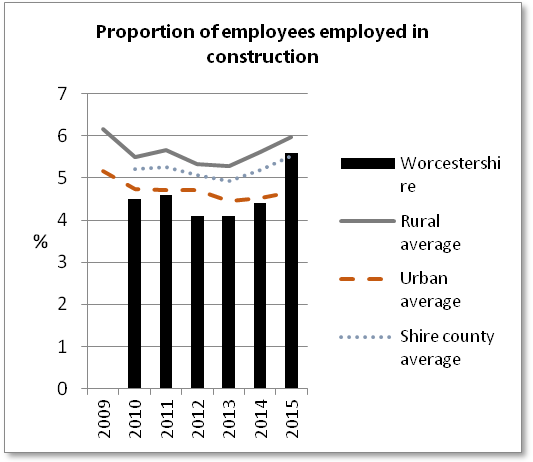 Proportion of employees employed in
construction
7
6
5
4
3
2
1
0
%
2009
2010
2011
2012
2013
2014
2015
Worcestershi
re
Rural
average
Urban
average
Shire county
average